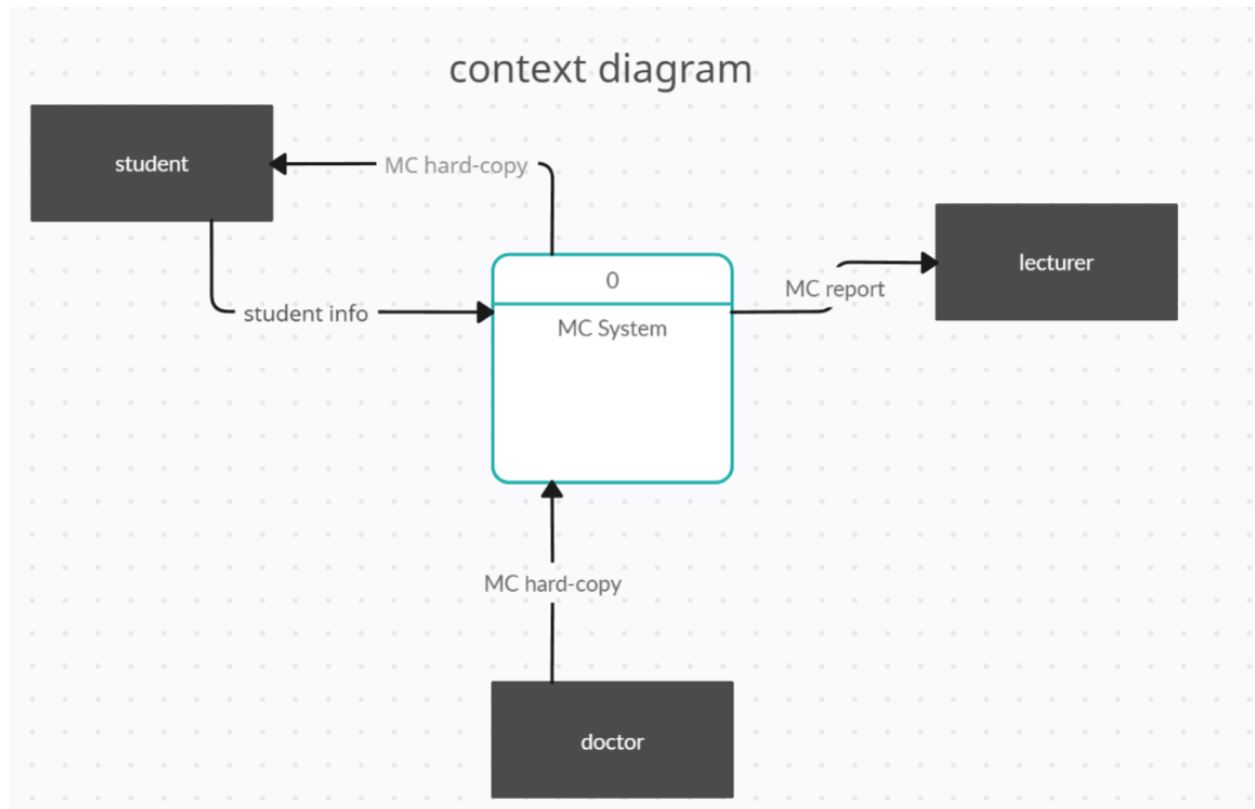 context diagram
student
MC hard-copy
lecturer
0
MC report
student info
MC System
MC hard-copy
doctor